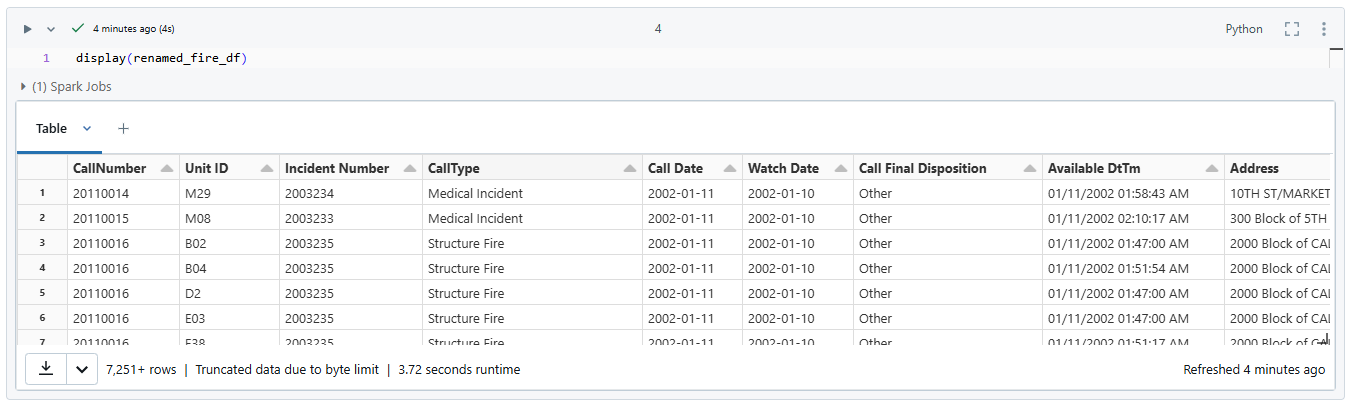 4 minutes ago (4s) 4 Python
1 display(renamed_fire_df)
(1) Spark Jobs
Table +
CallNumber Unit ID Incident Number CallType Call Date Watch Date Call Final Disposition Available DtTm Address
1 20110014 M29 2003234 Medical Incident 2002-01-11 2002-01-10 Other 01/11/2002 01:58:43 AM 10TH ST/MARKET
2 20110015 M08 2003233 Medical Incident 2002-01-11 2002-01-10 Other 01/11/2002 02:10:17 AM 300 Block of 5TH
3 20110016 B02 2003235 Structure Fire 2002-01-11 2002-01-10 Other 01/11/2002 01:47:00 AM 2000 Block of CAL
4 20110016 B04 2003235 Structure Fire 2002-01-11 2002-01-10 Other 01/11/2002 01:51:54 AM 2000 Block of CAL
5 20110016 D2 2003235 Structure Fire 2002-01-11 2002-01-10 Other 01/11/2002 01:47:00 AM 2000 Block of CAL
6 20110016 E03 2003235 Structure Fire 2002-01-11 2002-01-10 Other 01/11/2002 01:47:00 AM 2000 Block of CAL
7 20110016 E38 2003235 Structure Fire 2002-01-11 2002-01-10 Other 01/11/2002 01:51:17 AM 2000 Block of CAL
7,251+ rows | Truncated data due to byte limit | 3.72 seconds runtime Refreshed 4 minutes ago